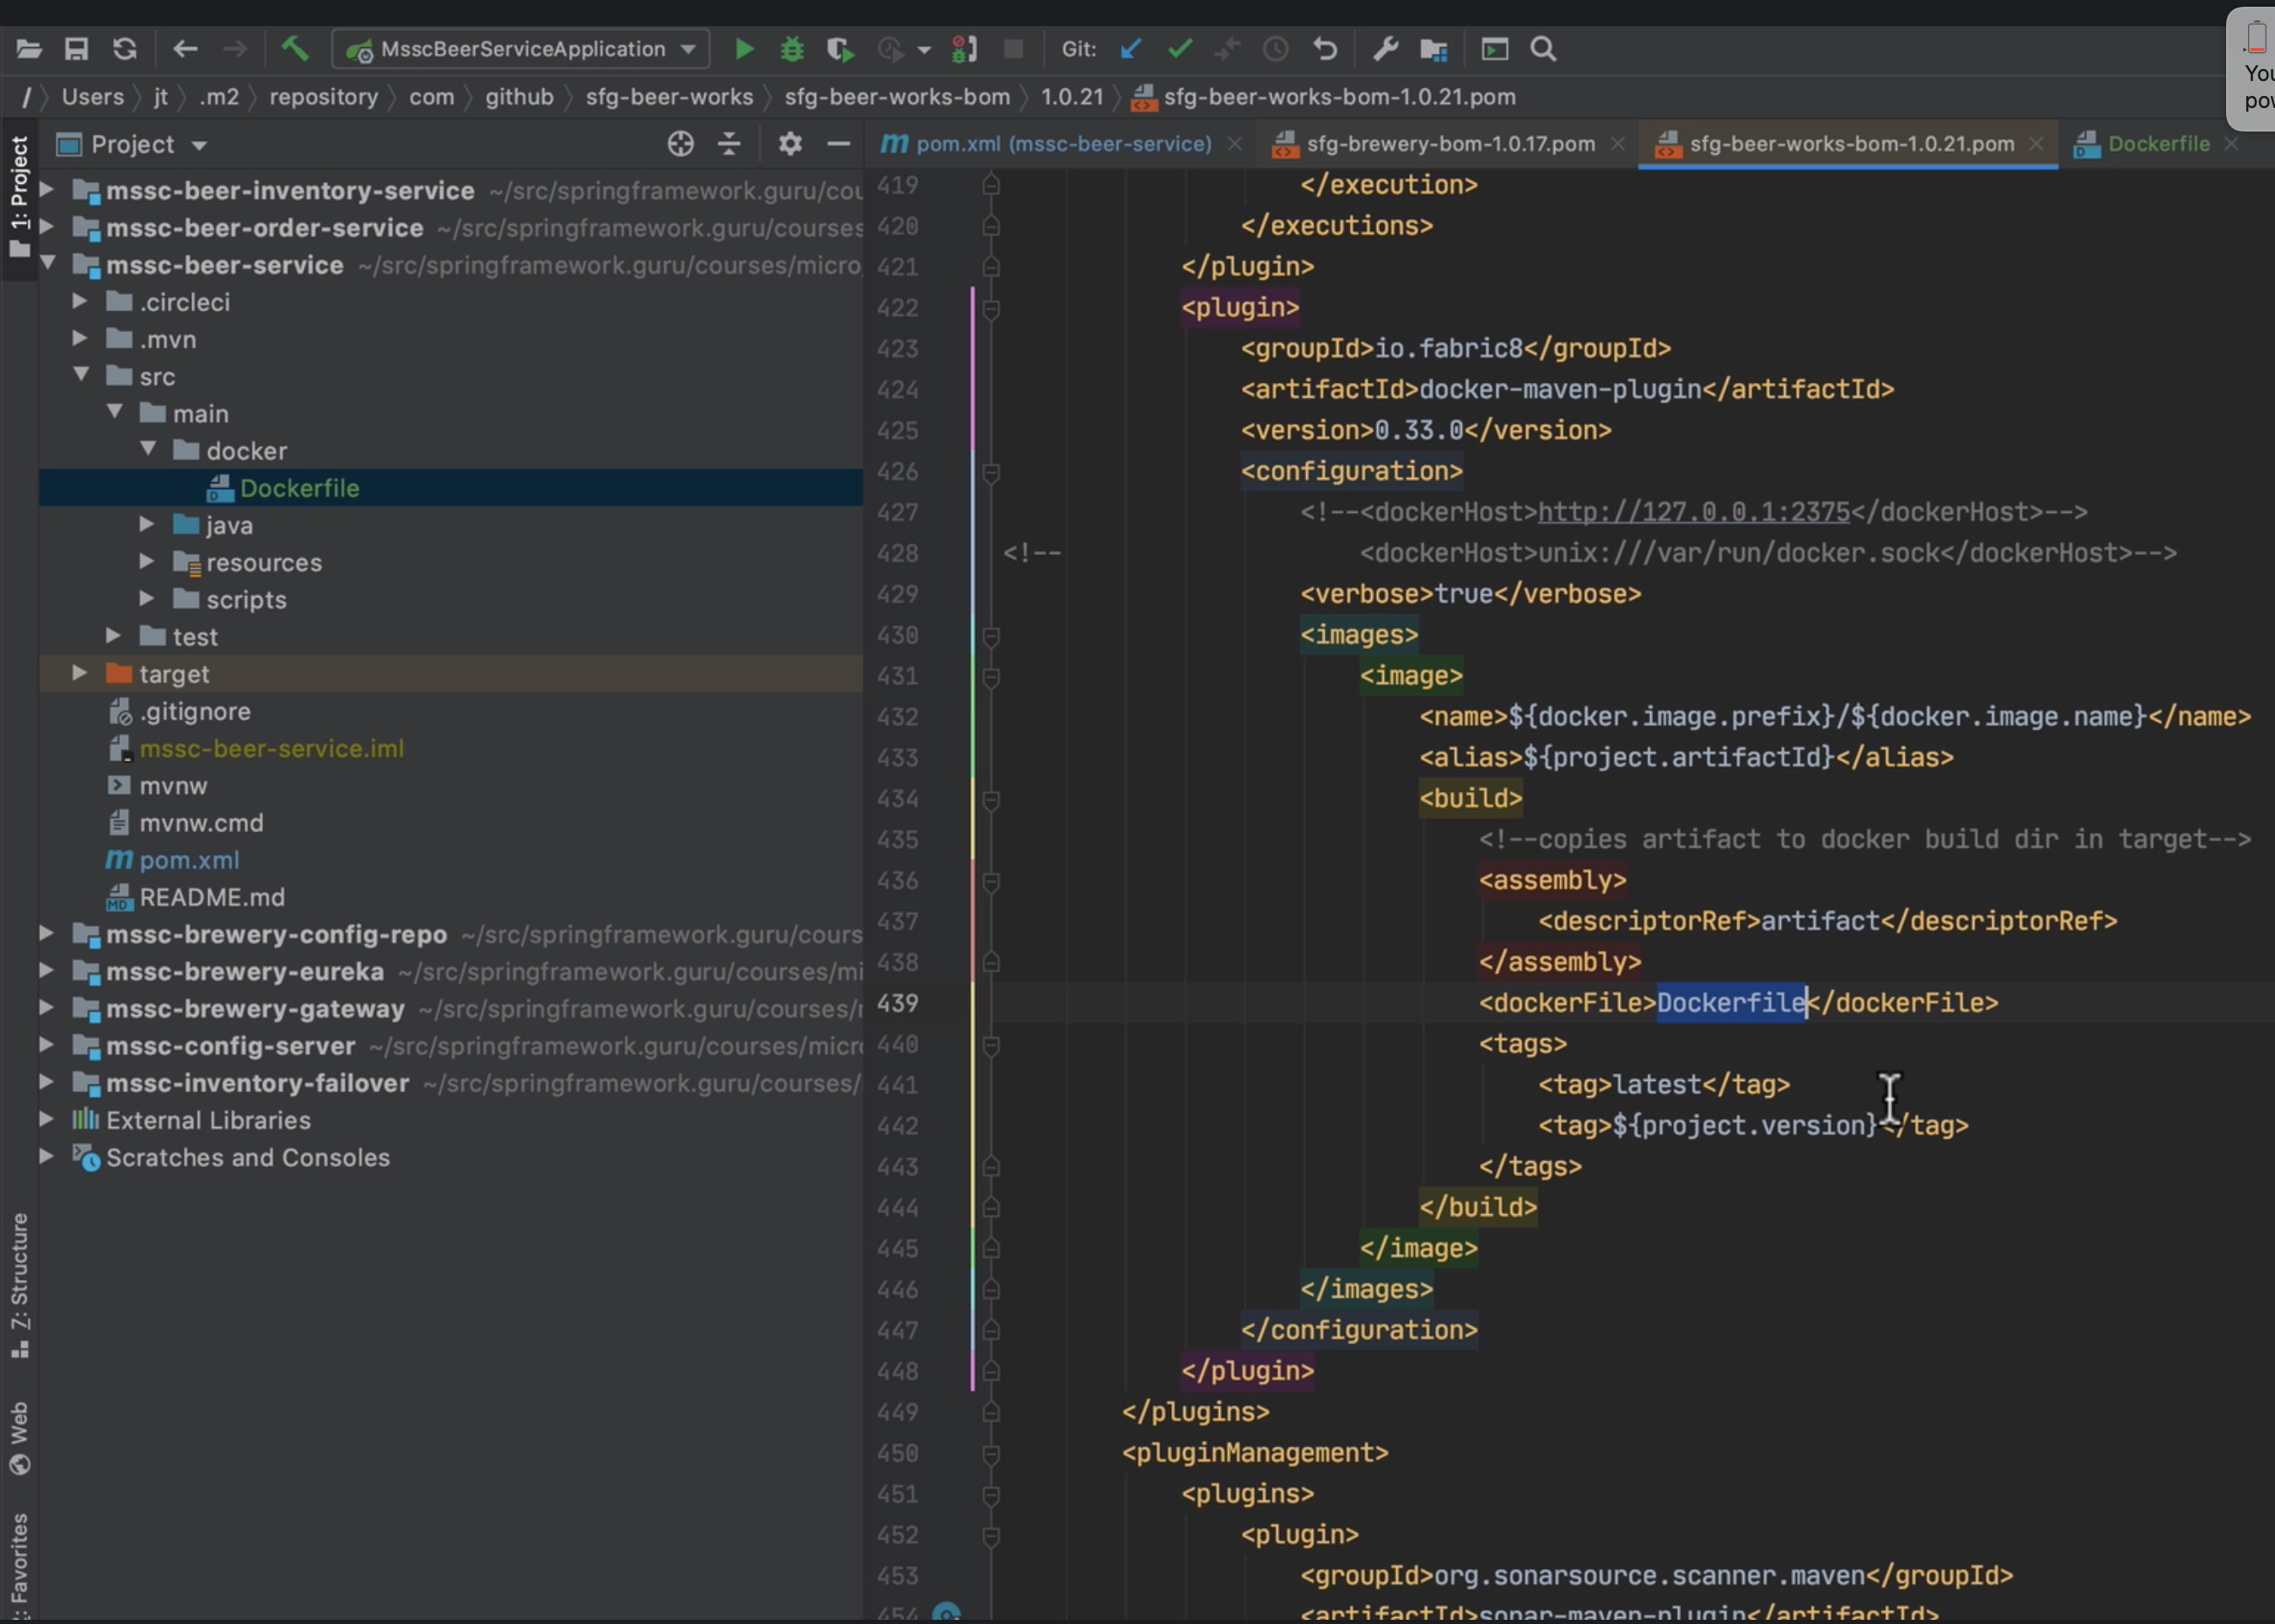 MsscBeerServiceApplication Git:
/ Users jt .m2 repository com github sfg-beer-works sfg-beer-works-bom 1.0.21 sfg-beer-works-bom-1.0.21.pom
You
pow
1: Project
Z: Structure
Web
Favorites
Project
mssc-beer-inventory-service ~/src/springframework.guru/cou
mssc-beer-order-service ~/src/springframework.guru/courses
mssc-beer-service ~/src/springframework.guru/courses/micro
.circleci
.mvn
src
main
docker
Dockerfile
java
resources
scripts
test
target
.gitignore
mssc-beer-service.iml
mvnw
mvnw.cmd
pom.xml
README.md
mssc-brewery-config-repo ~/src/springframework.guru/cours
mssc-brewery-eureka ~/src/springframework.guru/courses/mi
mssc-brewery-gateway ~/src/springframework.guru/courses/r
mssc-config-server ~/src/springframework.guru/courses/micro
mssc-inventory-failover ~/src/springframework.guru/courses/
External Libraries
Scratches and Consoles
pom.xml (mssc-beer-service) sfg-brewery-bom-1.0.17.pom sfg-beer-works-bom-1.0.21.pom Dockerfile
419 </execution>
420 </executions>
421 </plugin>
422 <plugin>
423 <groupId>io.fabric8</groupId>
424 <artifactId>docker-maven-plugin</artifactId>
425 <version>0.33.0</version>
426 <configuration>
427 <!--<dockerHost>http://127.0.0.1:2375</dockerHost>-->
428 <!-- <dockerHost>unix:///var/run/docker.sock</dockerHost>-->
429 <verbose>true</verbose>
430 <images>
431 <image>
432 <name>${docker.image.prefix}/${docker.image.name}</name>
433 <alias>${project.artifactId}</alias>
434 <build>
435 <!--copies artifact to docker build dir in target-->
436 <assembly>
437 <descriptorRef>artifact</descriptorRef>
438 </assembly>
439 <dockerFile>Dockerfile</dockerFile>
440 <tags>
441 <tag>latest</tag>
442 <tag>${project.version}</tag>
443 </tags>
444 </build>
445 </image>
446 </images>
447 </configuration>
448 </plugin>
449 </plugins>
450 <pluginManagement>
451 <plugins>
452 <plugin>
453 <groupId>org.sonarsource.scanner.maven</groupId>
454 <artifactId>sonar-maven-plugin</artifactId>